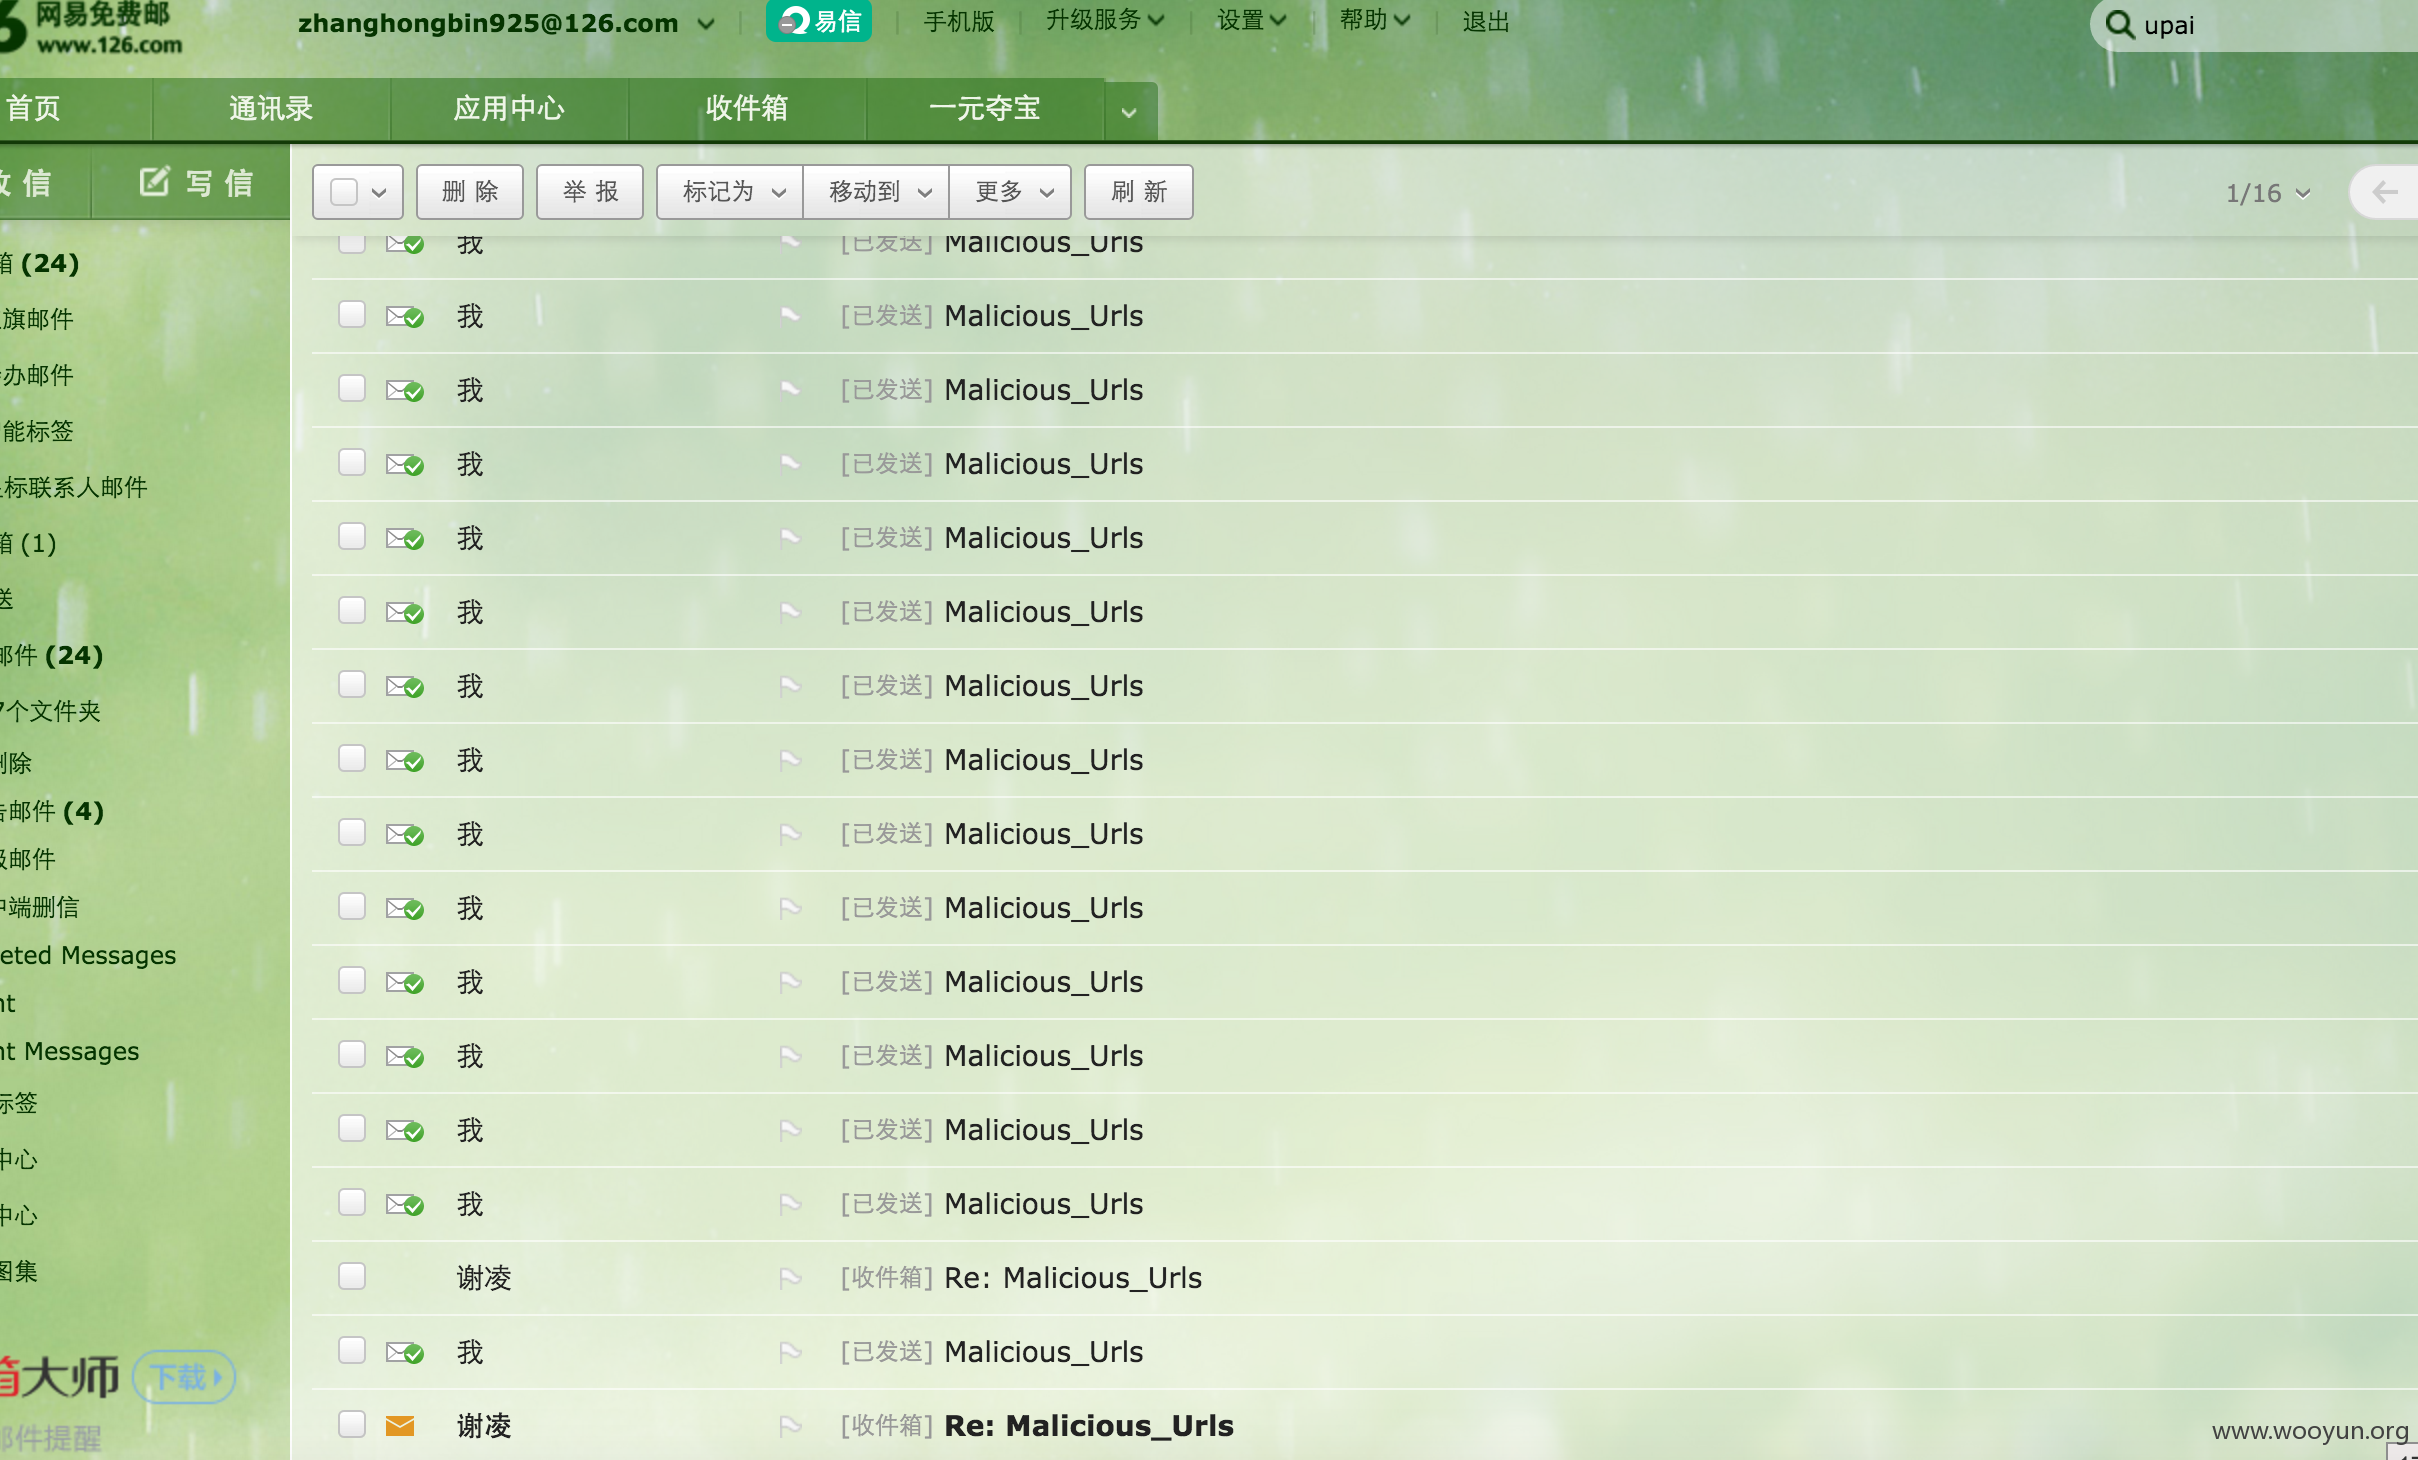 网易免费邮
www.126.com
zhanghongbin925@126.com
易信
手机版
升级服务
设置
帮助
退出
upai
首页
通讯录
应用中心
收件箱
一元夺宝
收 信
写 信
删 除
举 报
标记为
移动到
更多
刷 新
1/16
箱 (24)
旗邮件
办邮件
能标签
标联系人邮件
箱 (1)
送
邮件 (24)
7个文件夹
删除
告邮件 (4)
邮件
端删信
eted Messages
nt
nt Messages
标签
中心
中心
图集
箱大师
下载
邮件提醒
我 [已发送] Malicious_Urls
我 [已发送] Malicious_Urls
我 [已发送] Malicious_Urls
我 [已发送] Malicious_Urls
我 [已发送] Malicious_Urls
我 [已发送] Malicious_Urls
我 [已发送] Malicious_Urls
我 [已发送] Malicious_Urls
我 [已发送] Malicious_Urls
我 [已发送] Malicious_Urls
我 [已发送] Malicious_Urls
我 [已发送] Malicious_Urls
我 [已发送] Malicious_Urls
我 [已发送] Malicious_Urls
谢凌 [收件箱] Re: Malicious_Urls
我 [已发送] Malicious_Urls
谢凌 [收件箱] Re: Malicious_Urls
www.wooyun.org